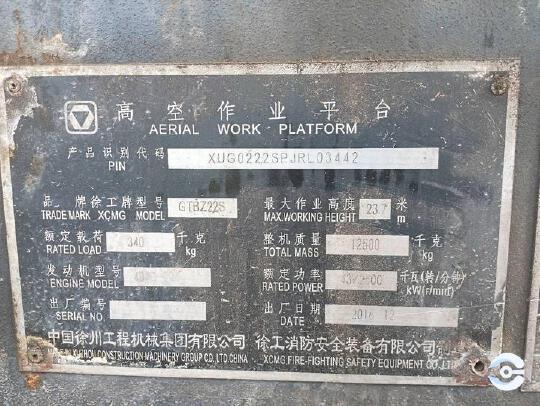 高空作业平台
AERIAL WORK PLATFORM
产品识别代码 XUG0222SPJRL03442
PIN
品 牌 徐工牌 型号 GTBZ22S 最大作业高度 23.7 米
TRADE MARK XCMG MODEL MAX.WORKING HEIGHT m
额定载荷 340 千克 整机质量 12600 千克
RATED LOAD kg TOTAL MASS kg
发动机型号 额定功率 千瓦(转/分钟)
ENGINE MODEL RATED POWER kW(r/min)
出厂编号 出厂日期 2018 12
SERIAL NO DATE
中国徐州工程机械集团有限公司 徐工消防安全装备有限公司制造
CONSTRUCTION MACHINERY GROUP CO.,LTD.CHINA XCMG FIRE-FIGHTING SAFETY EQUIPMENT CO.,LTD